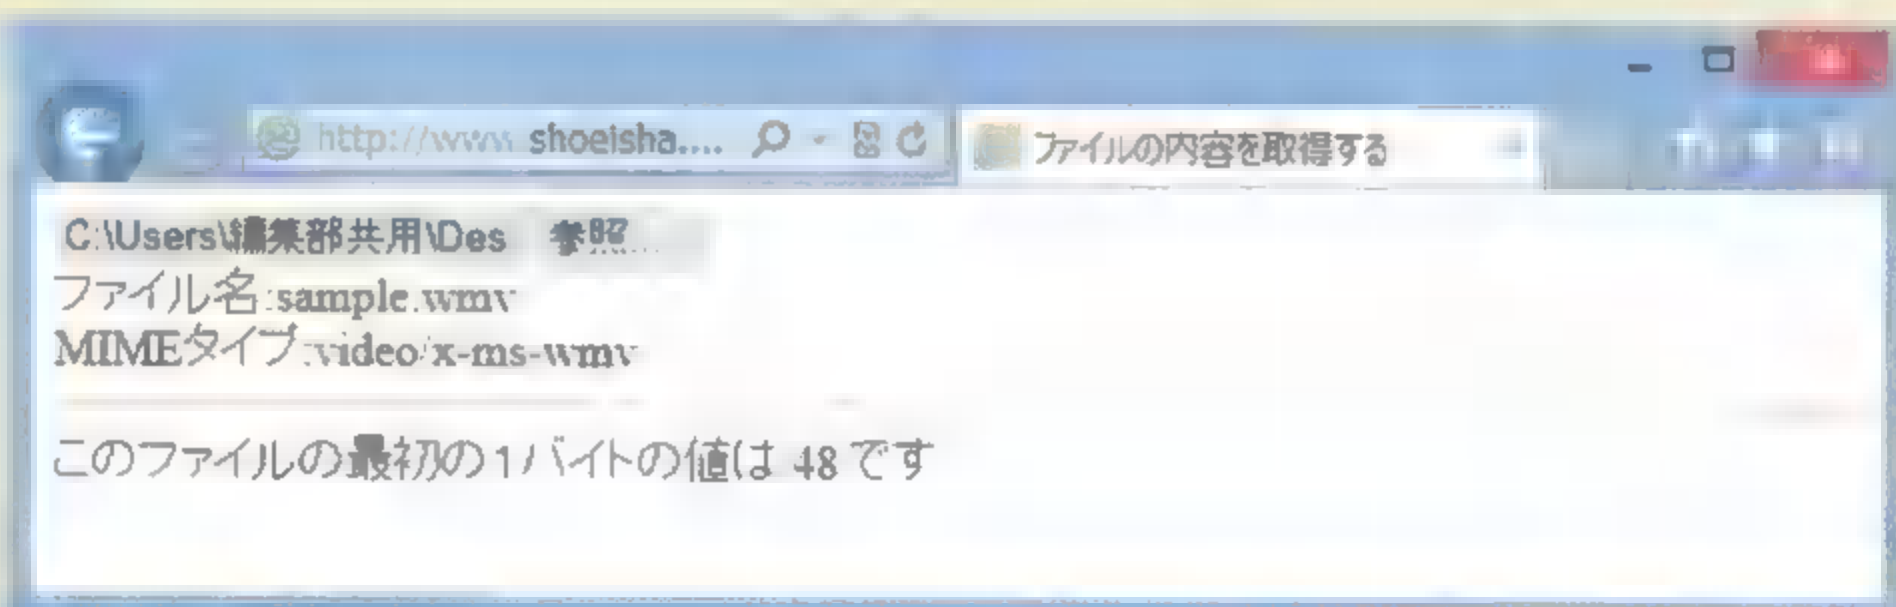 http://www.shoeisha.... ファイルの内容を取得する
C:\Users\編集部共用\Des 参照...
ファイル名:sample.wmv
MIMEタイプ:video/x-ms-wmv
このファイルの最初の1バイトの値は 48 です